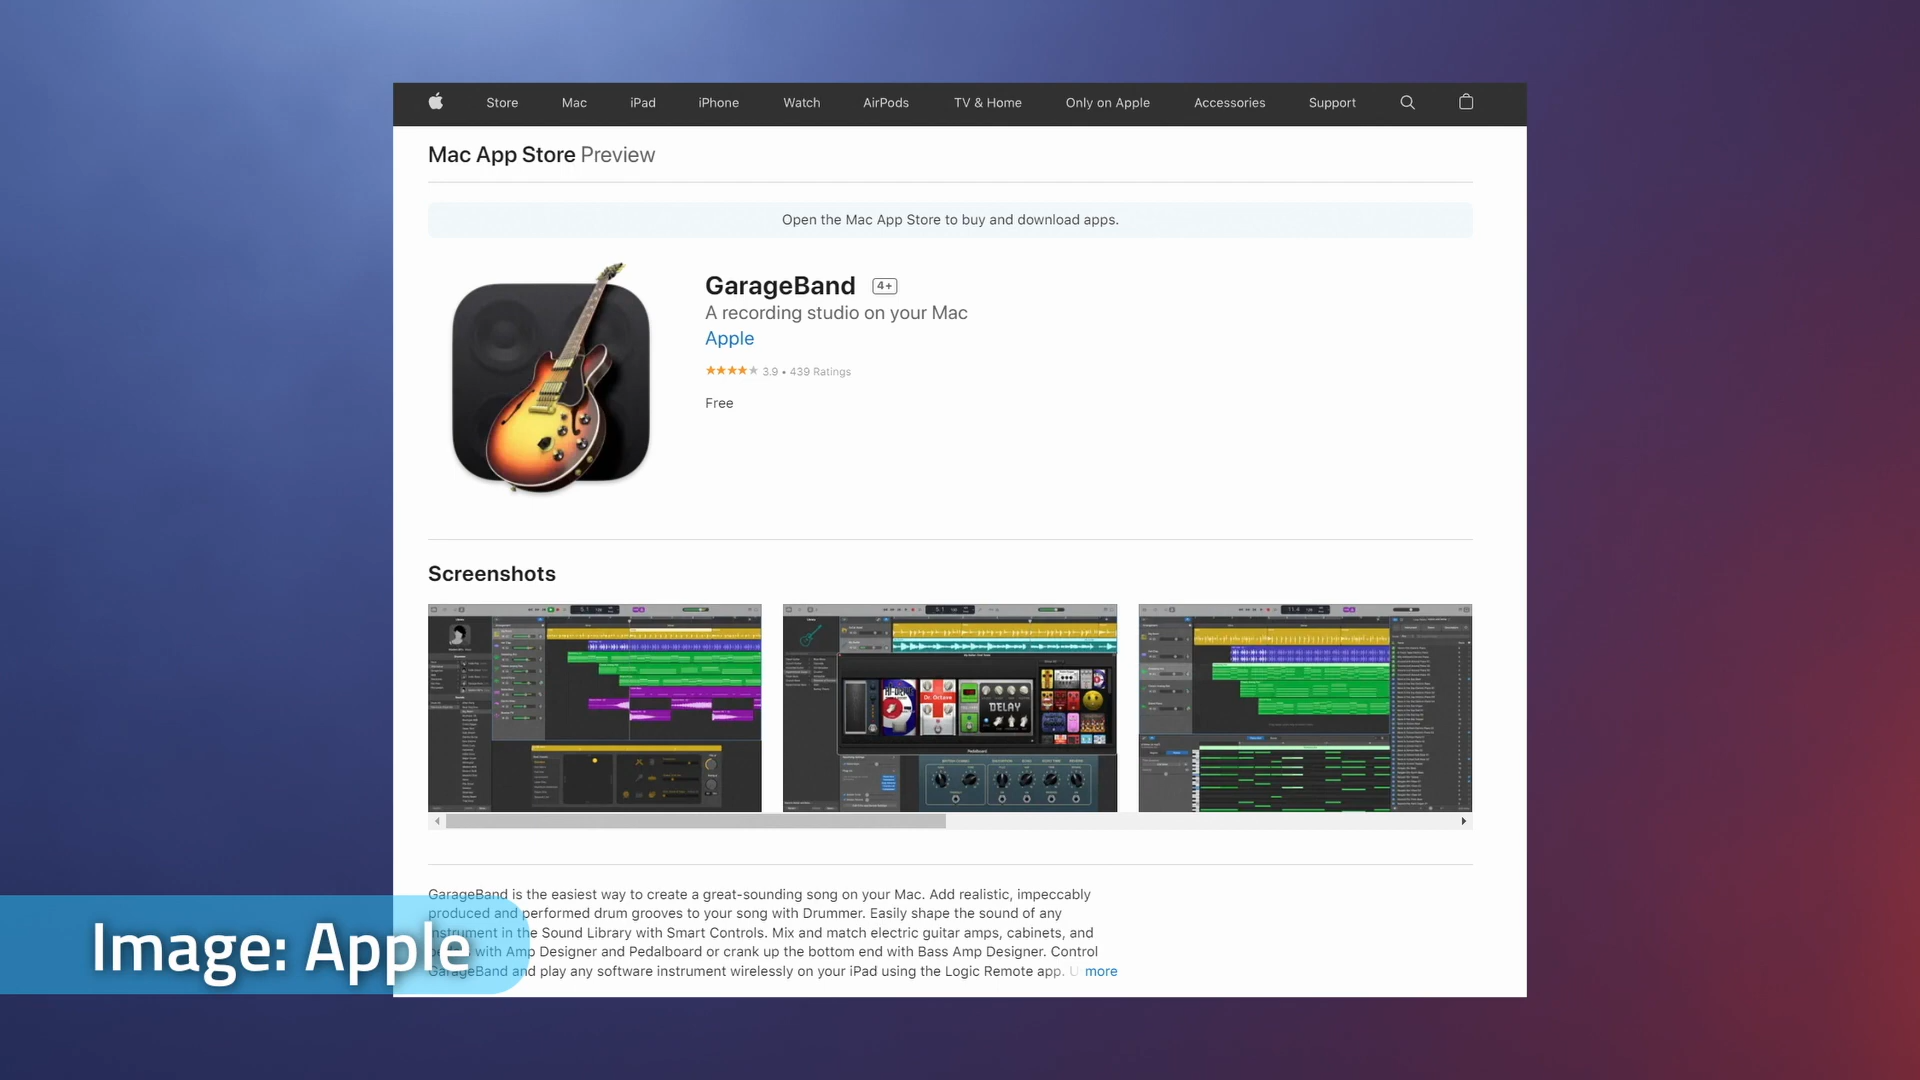 Store Mac iPad iPhone Watch AirPods TV & Home Only on Apple Accessories Support
Mac App Store Preview
Open the Mac App Store to buy and download apps.
GarageBand 4+
A recording studio on your Mac
Apple
3.9 • 439 Ratings
Free
Screenshots
DELAY
GarageBand is the easiest way to create a great-sounding song on your Mac. Add realistic, impeccably
produced and performed drum grooves to your song with Drummer. Easily shape the sound of any
instrument in the Sound Library with Smart Controls. Mix and match electric guitar amps, cabinets, and
with Amp Designer and Pedalboard or crank up the bottom end with Bass Amp Designer. Control
GarageBand and play any software instrument wirelessly on your iPad using the Logic Remote app. U more
Image: Apple